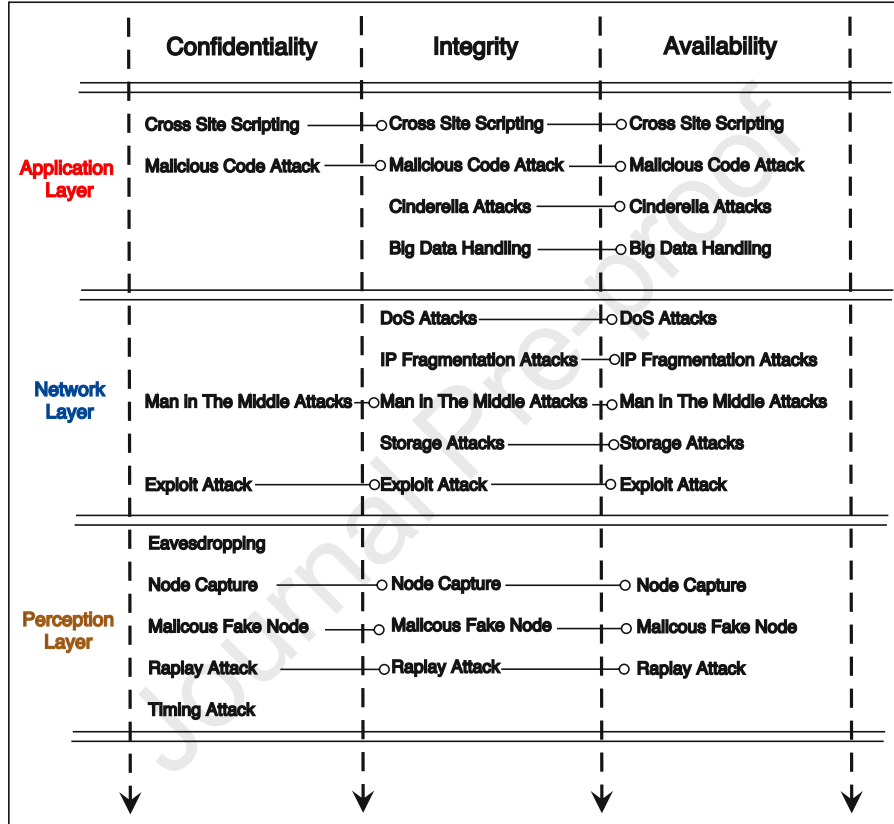 Confidentiality Integrity Availability
Cross Site Scripting Cross Site Scripting Cross Site Scripting
Application
Layer
Malicious Code Attack Malicious Code Attack Malicious Code Attack
Cinderella Attacks Cinderella Attacks
Big Data Handling Big Data Handling
DoS Attacks DoS Attacks
IP Fragmentation Attacks IP Fragmentation Attacks
Network
Layer
Man in The Middle Attacks Man in The Middle Attacks Man in The Middle Attacks
Storage Attacks Storage Attacks
Exploit Attack Exploit Attack Exploit Attack
Eavesdropping
Node Capture Node Capture Node Capture
Perception
Layer
Malicous Fake Node Malicous Fake Node Malicous Fake Node
Raplay Attack Raplay Attack Raplay Attack
Timing Attack
Journal Pre-proof